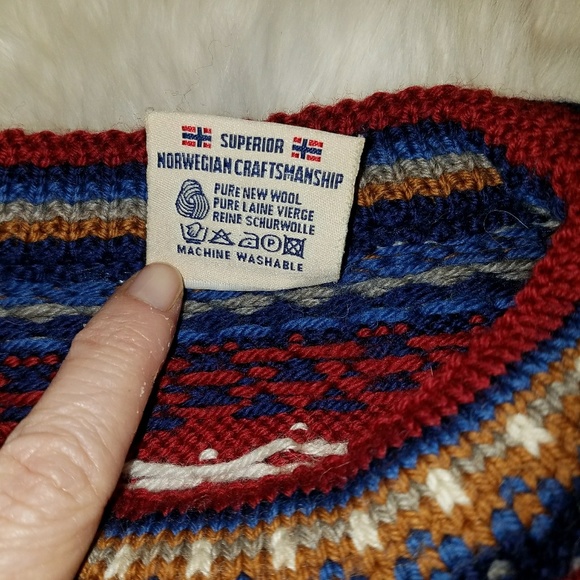 SUPERIOR
NORWEGIAN CRAFTSMANSHIP
PURE NEW WOOL
PURE LAINE VIERGE
REINE SCHURWOLLE
MACHINE WASHABLE